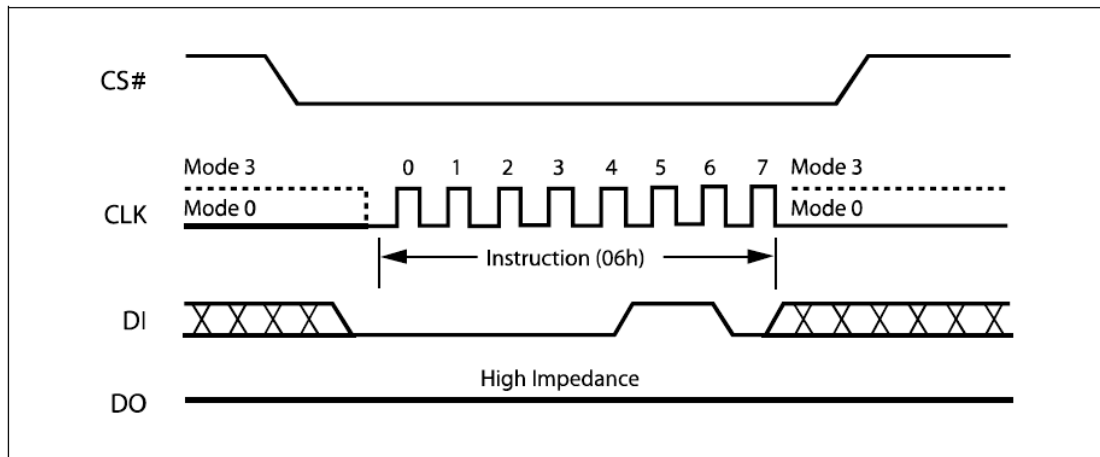 CS#
Mode 3
0 1 2 3 4 5 6 7
Mode 3
CLK
Mode 0
Mode 0
Instruction (06h)
DI
High Impedance
DO